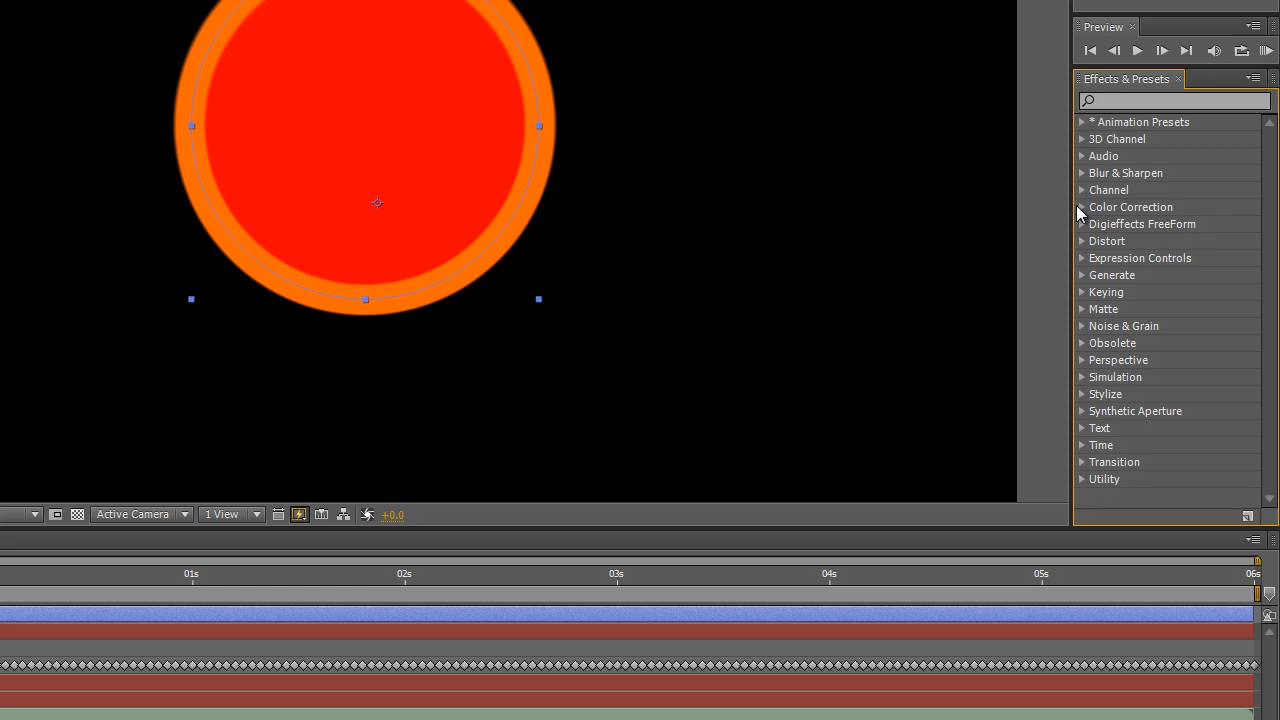 Preview
Effects & Presets
* Animation Presets
3D Channel
Audio
Blur & Sharpen
Channel
Color Correction
Digieffects FreeForm
Distort
Expression Controls
Generate
Keying
Matte
Noise & Grain
Obsolete
Perspective
Simulation
Stylize
Synthetic Aperture
Text
Time
Transition
Utility
Active Camera
1 View
+0.0
01s
02s
03s
04s
05s
06s